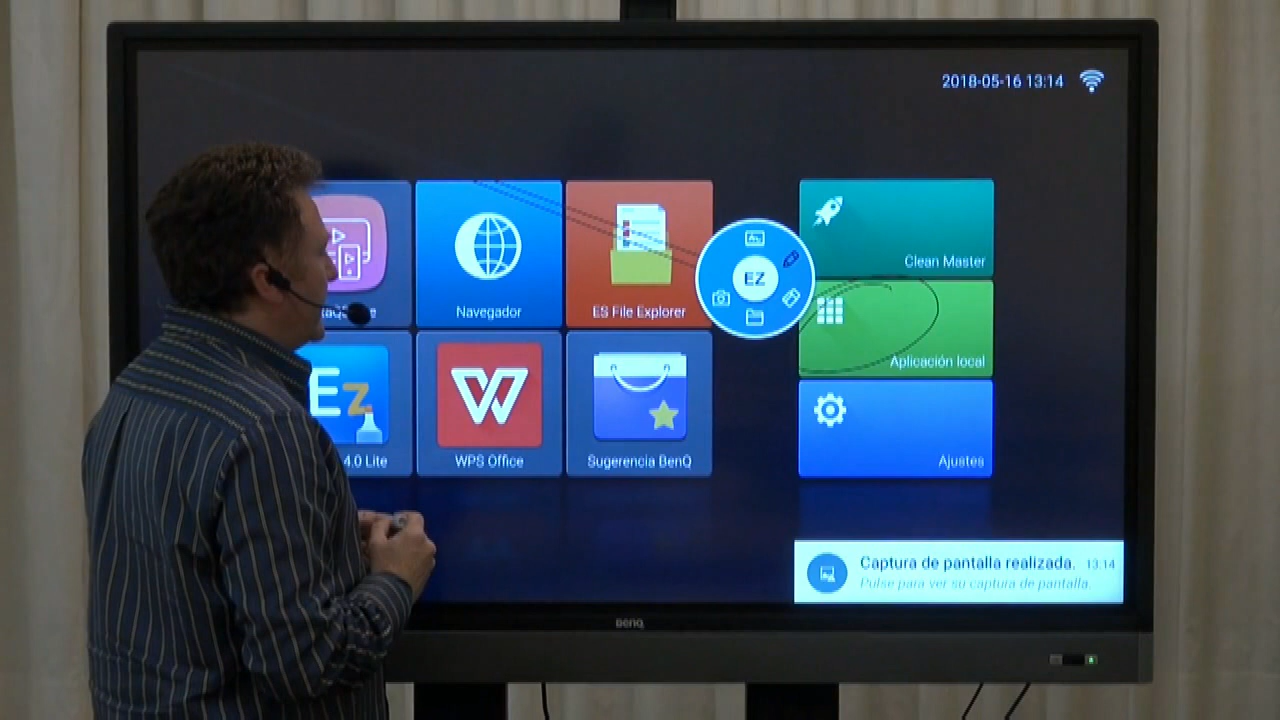 2018-05-16 13:14
Navegador
ES File Explorer
EZ
Clean Master
Aplicación local
Ez
4.0 Lite
WPS Office
Sugerencia BenQ
Ajustes
Captura de pantalla realizada. 13:14
Pulse para ver su captura de pantalla.
BenQ